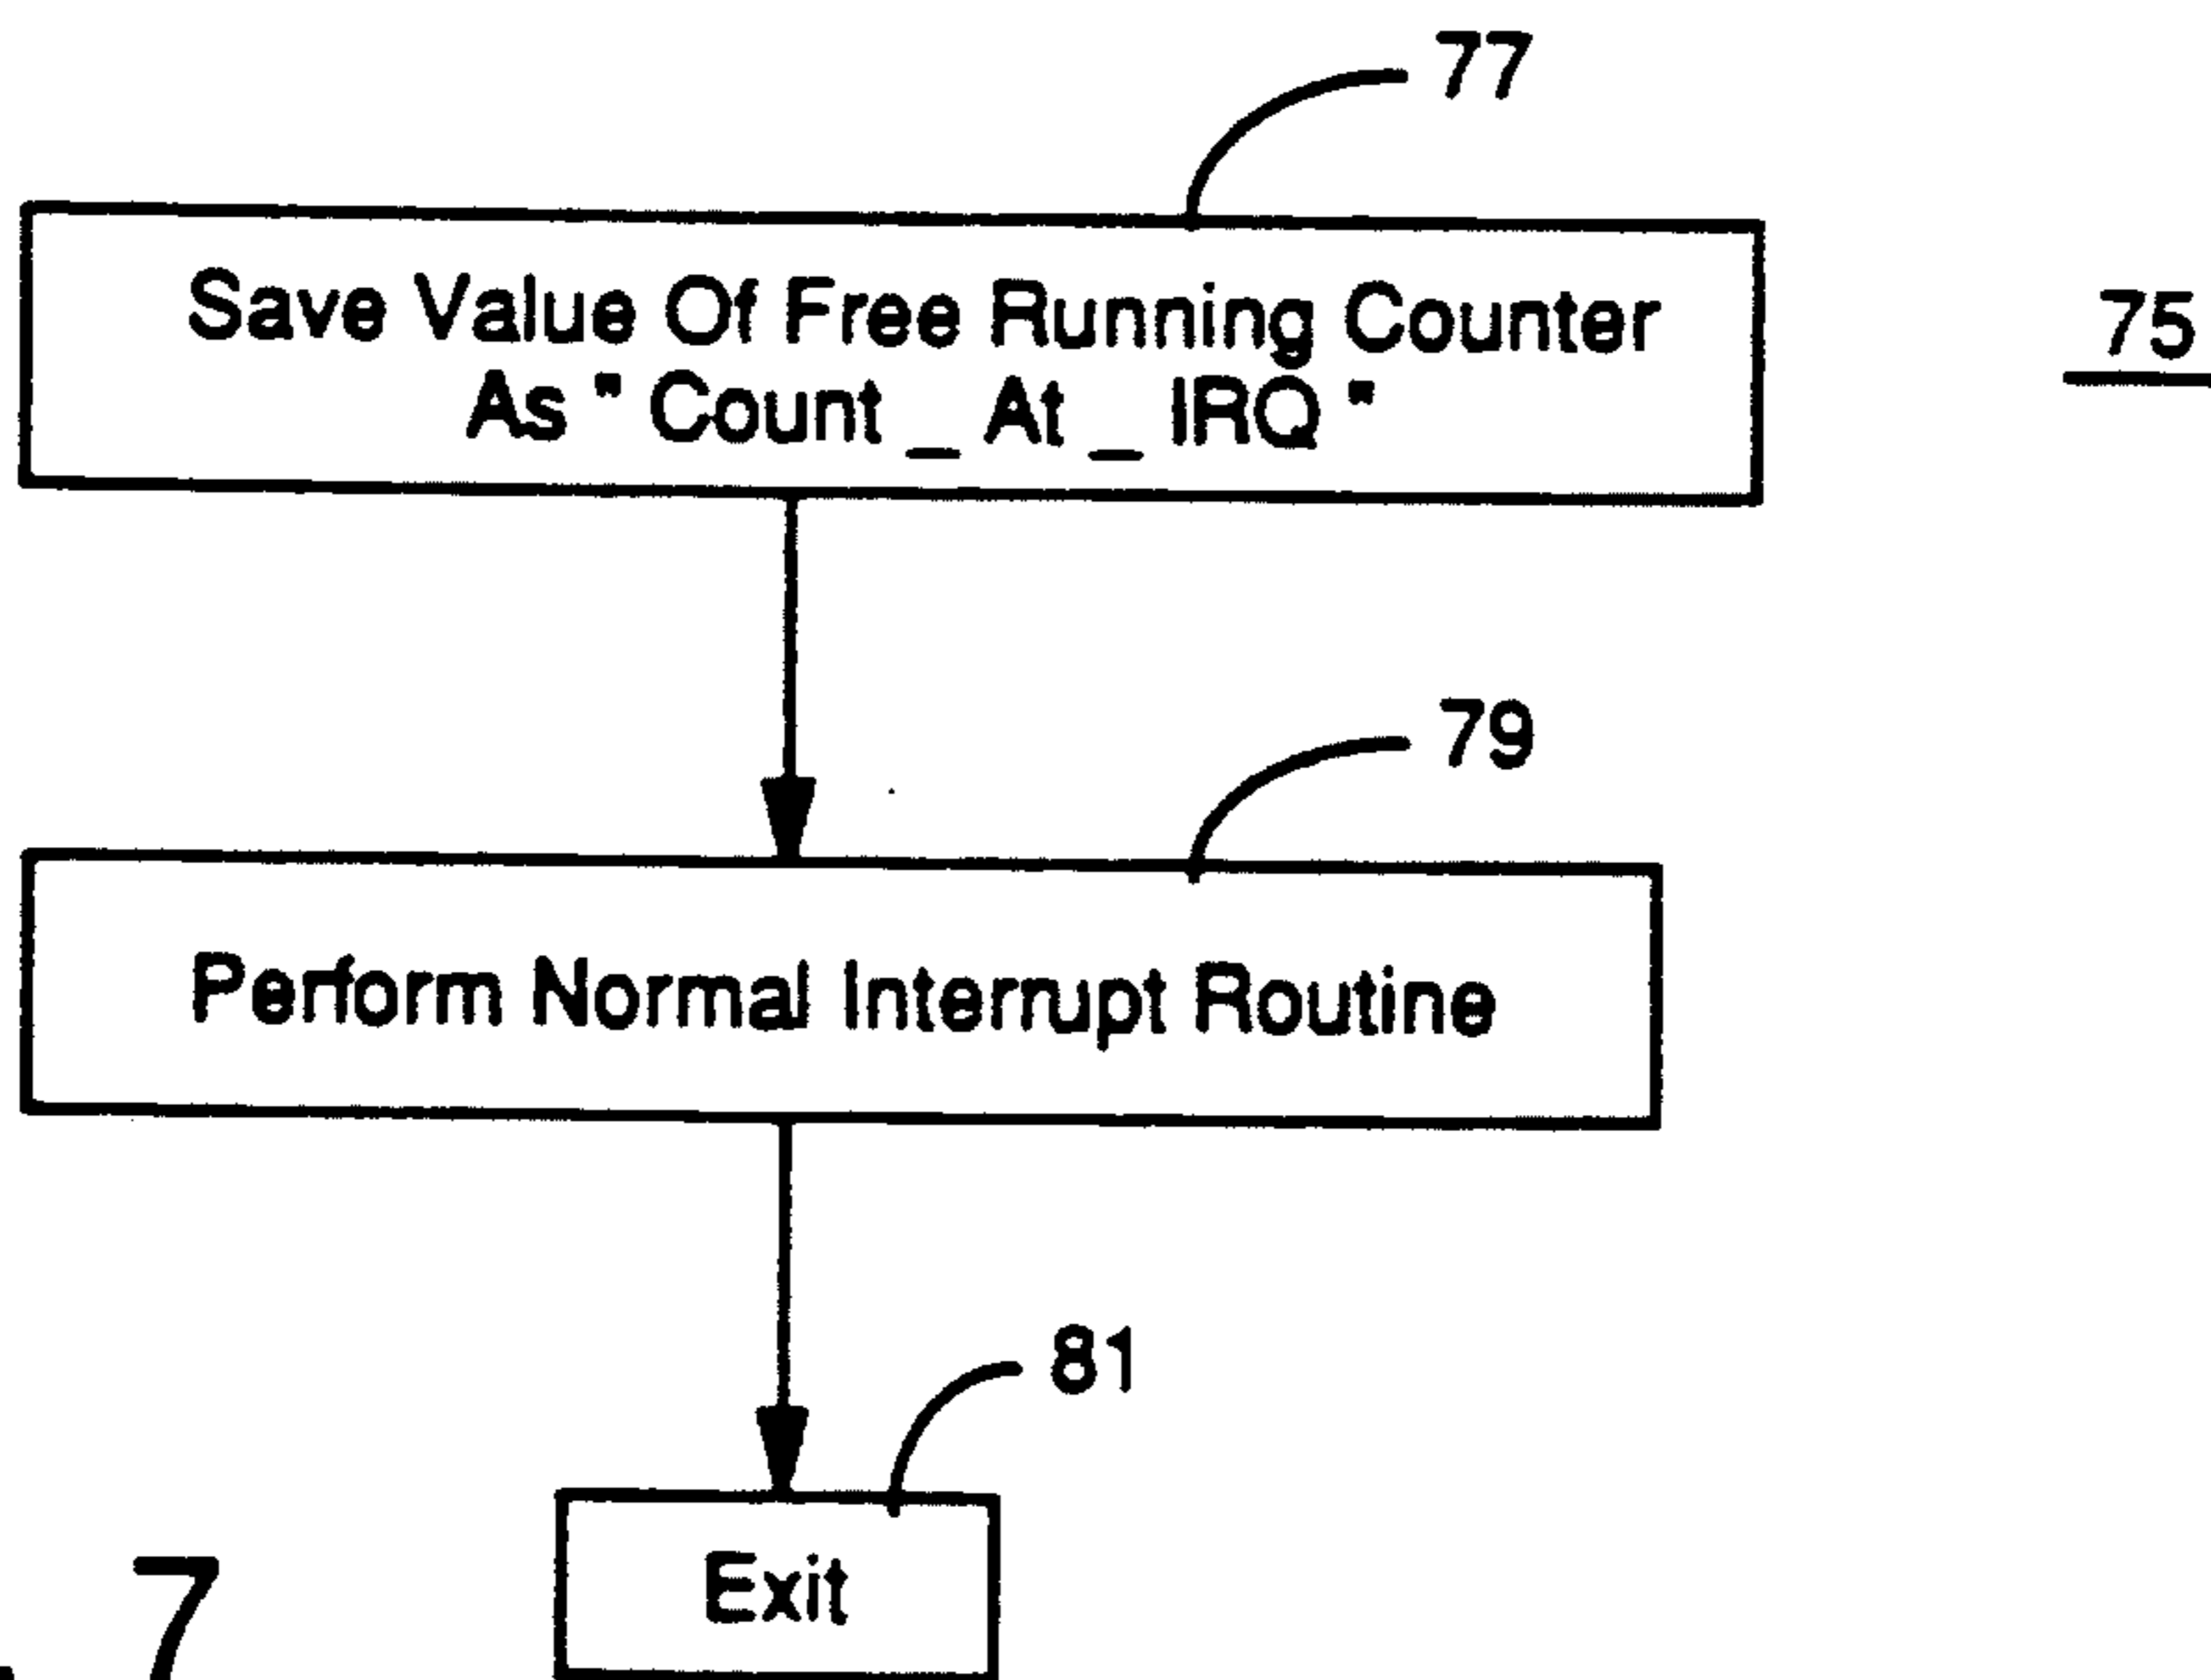 77
Save Value Of Free Running Counter
As " Count _ At _ IRQ "
75
79
Perform Normal Interrupt Routine
81
Exit
7